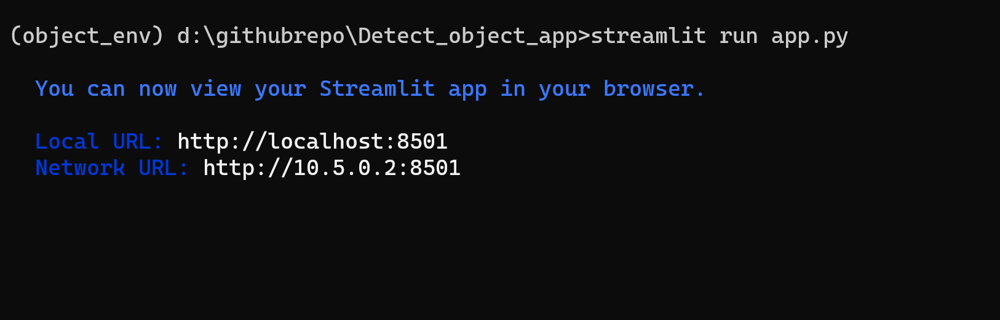 (object_env) d:\githubrepo\Detect_object_app>streamlit run app.py
You can now view your Streamlit app in your browser.
Local URL: http://localhost:8501
Network URL: http://10.5.0.2:8501